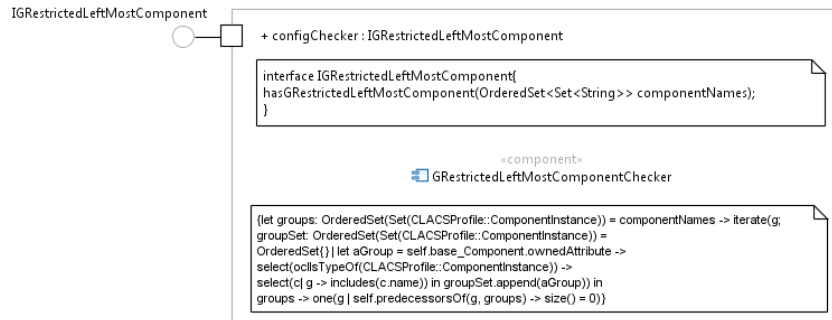 IGRestrictedLeftMostComponent
+ configChecker : IGRestrictedLeftMostComponent
interface IGRestrictedLeftMostComponent{
hasGRestrictedLeftMostComponent(OrderedSet<Set<String>> componentNames);
}
«component»
GRestrictedLeftMostComponentChecker
{let groups: OrderedSet(Set(CLACSProfile::ComponentInstance)) = componentNames -> iterate(g;
groupSet: OrderedSet(Set(CLACSProfile::ComponentInstance)) =
OrderedSet{} | let aGroup = self.base_Component.ownedAttribute ->
select(oclIsTypeOf(CLACSProfile::ComponentInstance)) ->
select(c| g -> includes(c.name)) in groupSet.append(aGroup)) in
groups -> one(g | self.predecessorsOf(g, groups) -> size() = 0)}